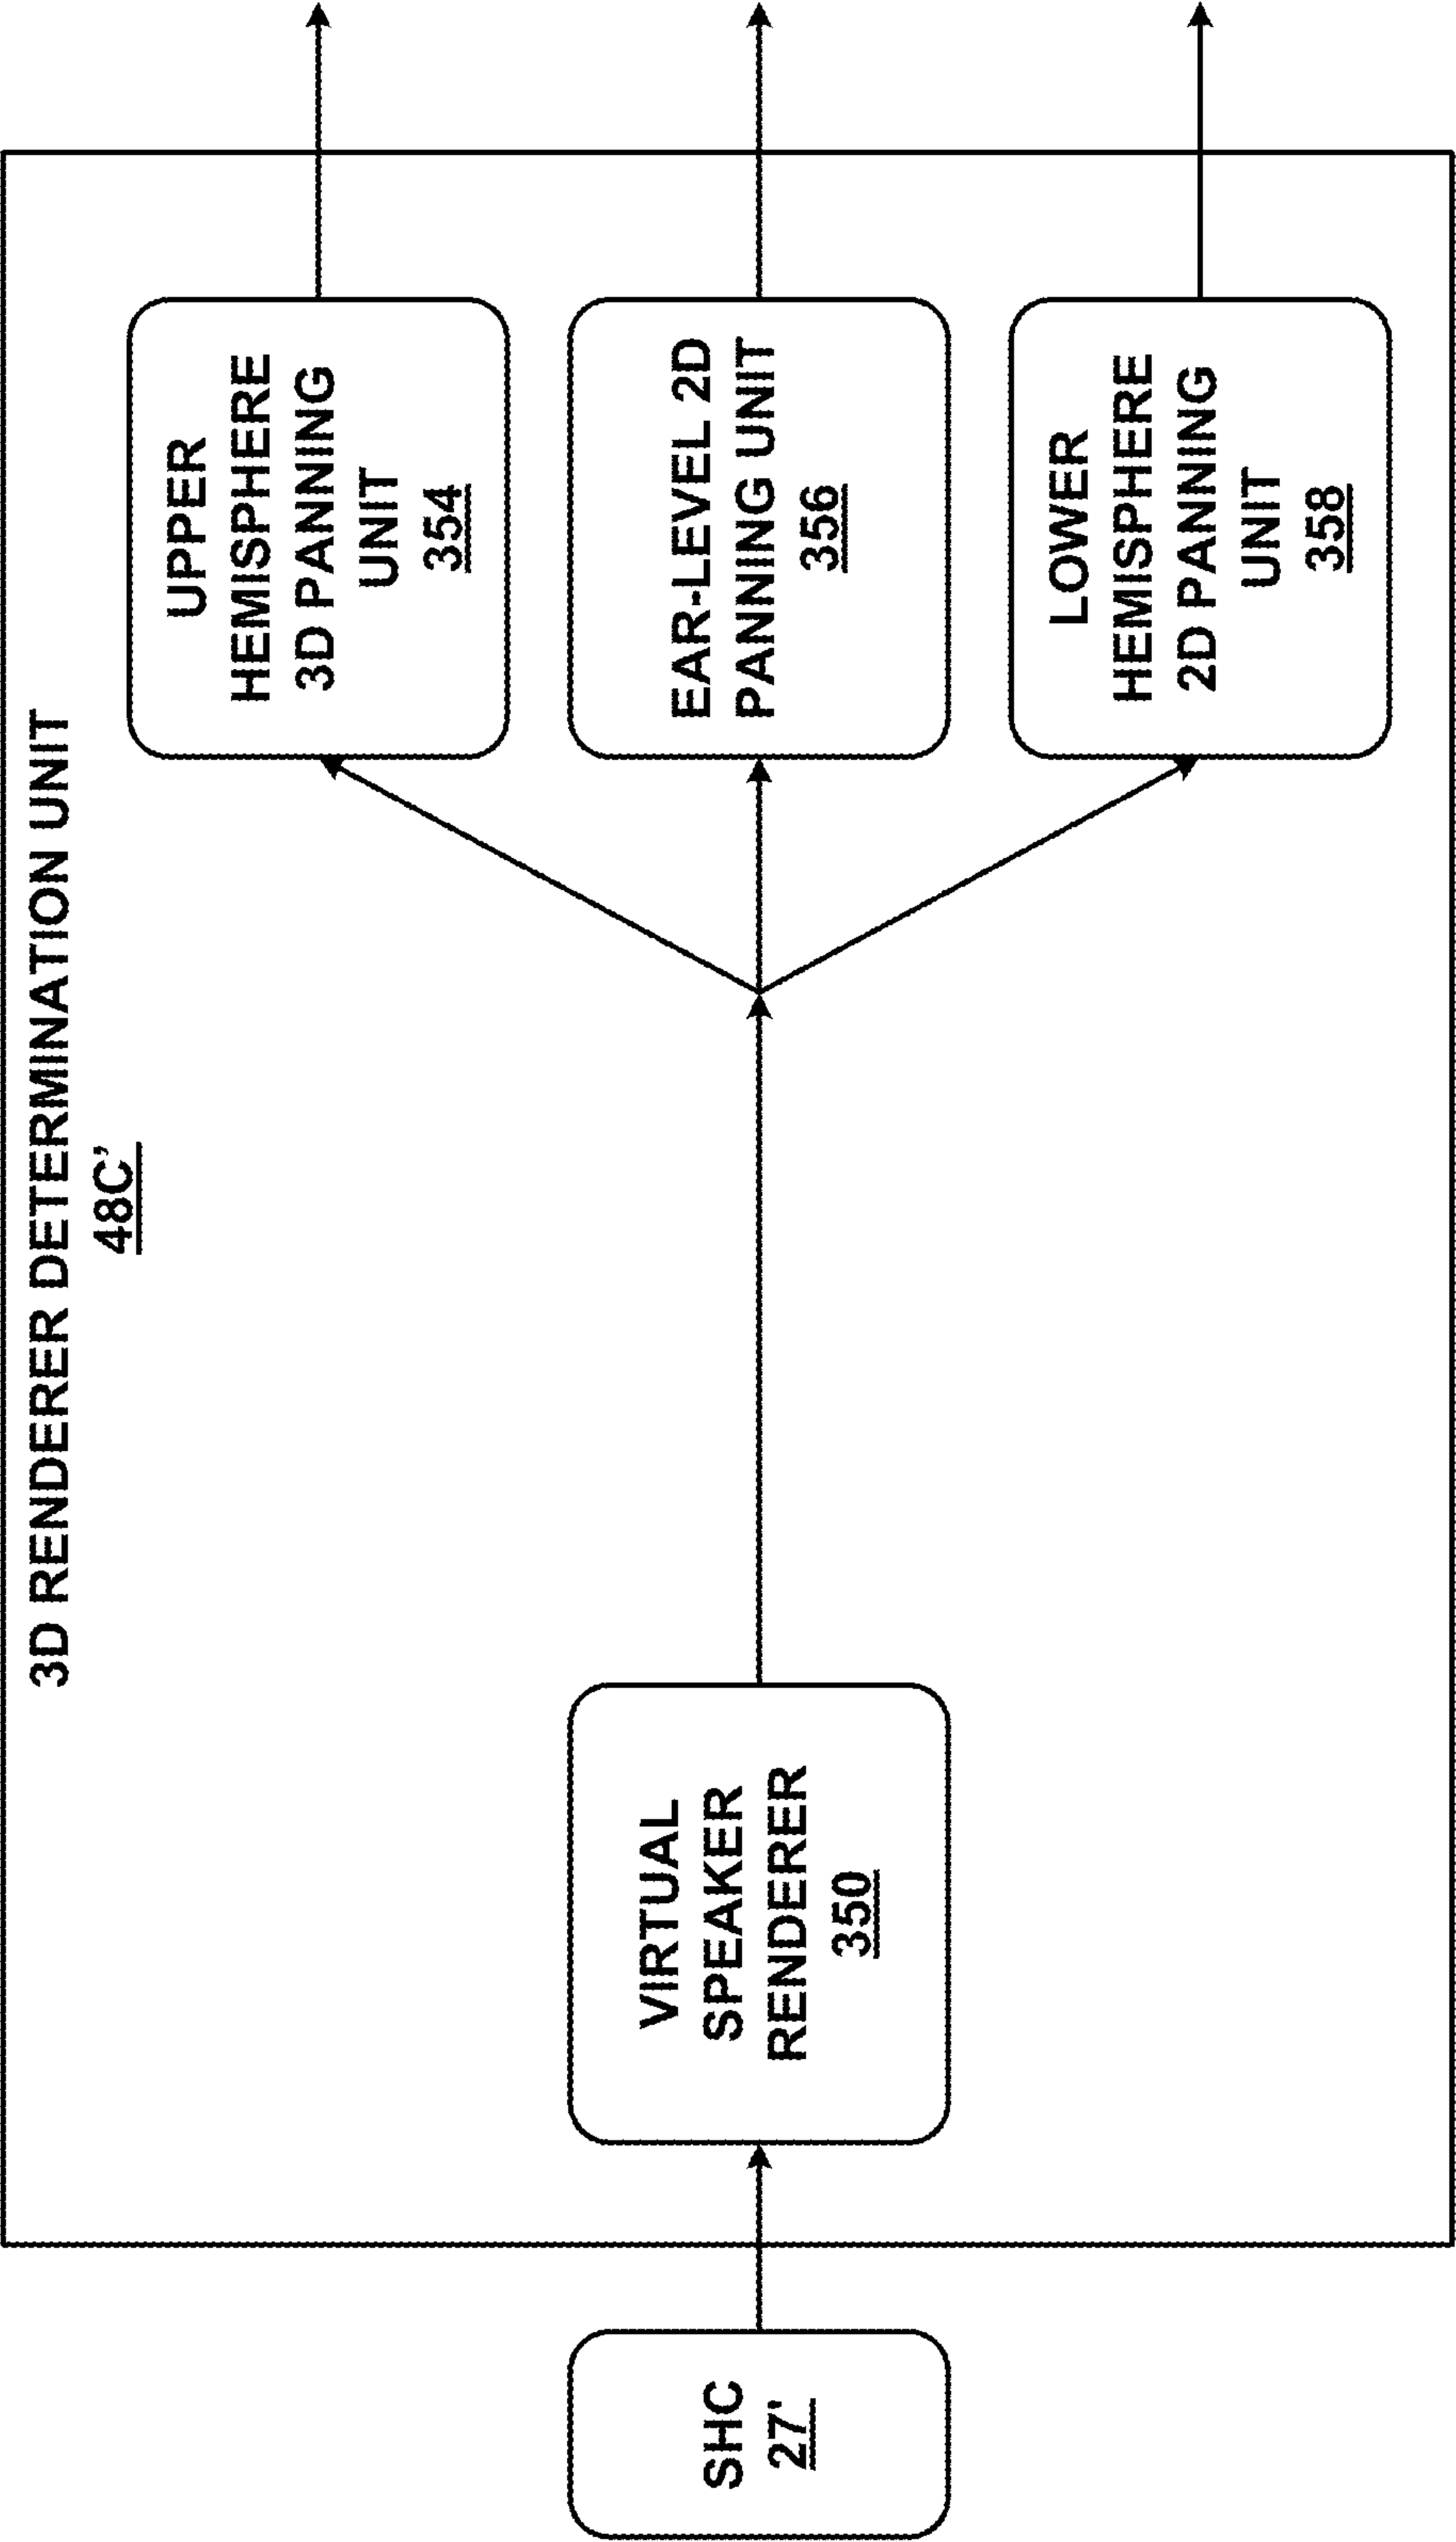 3D RENDERER DETERMINATION UNIT
48C'
SHC
27'
VIRTUAL
SPEAKER
RENDERER
350
UPPER
HEMISPHERE
3D PANNING
UNIT
354
EAR-LEVEL 2D
PANNING UNIT
356
LOWER
HEMISPHERE
2D PANNING
UNIT
358